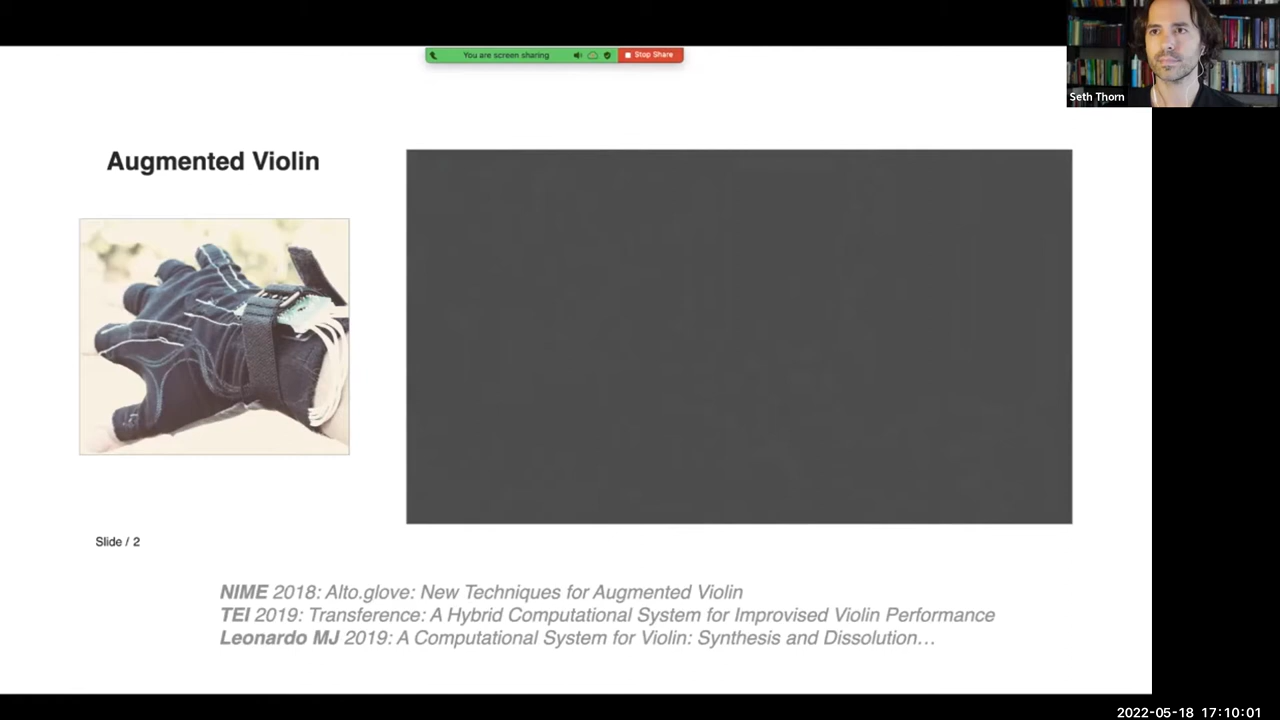 You are screen sharing
Stop Share
Seth Thorn
Augmented Violin
Slide / 2
NIME 2018: Alto.glove: New Techniques for Augmented Violin
TEI 2019: Transference: A Hybrid Computational System for Improvised Violin Performance
Leonardo MJ 2019: A Computational System for Violin: Synthesis and Dissolution…
2022-05-18 17:10:01